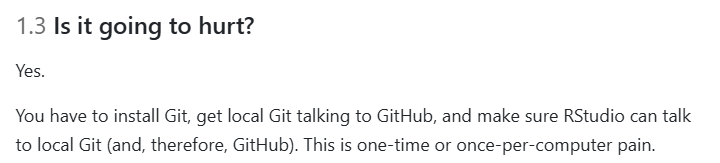 1.3 Is it going to hurt?
Yes.
You have to install Git, get local Git talking to GitHub, and make sure RStudio can talk
to local Git (and, therefore, GitHub). This is one-time or once-per-computer pain.